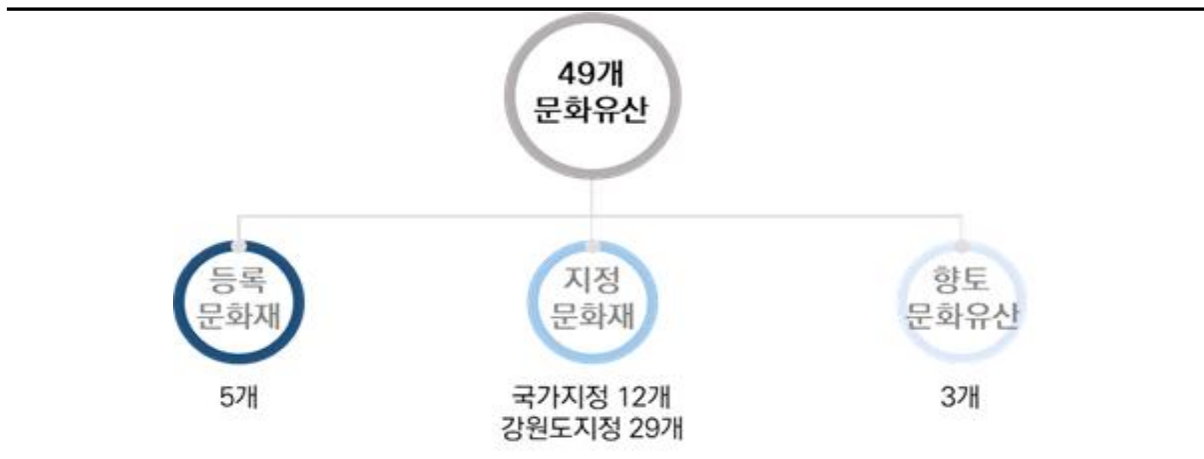 49개
문화유산
등록
문화재
지정
문화재
향토
문화유산
5개
국가지정 12개
강원도지정 29개
3개